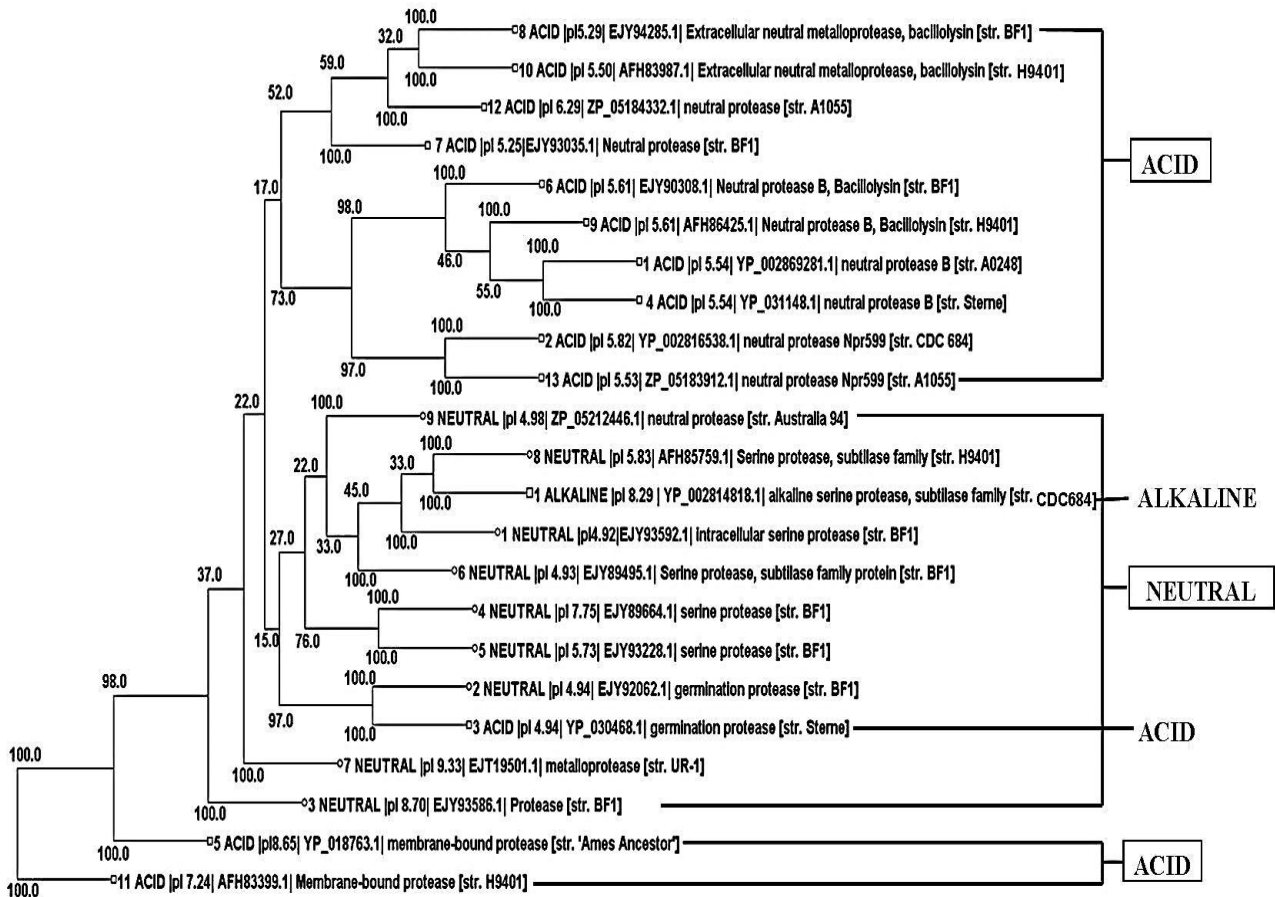 100.0
8 ACID |pI5.29| EJY94285.1| Extracellular neutral metalloprotease, bacillolysin [str. BF1]
32.0
59.0
10 ACID |pI 5.50| AFH83987.1| Extracellular neutral metalloprotease, bacillolysin [str. H9401]
100.0
52.0
12 ACID |pI 6.29| ZP_05184332.1| neutral protease [str. A1055]
100.0
7 ACID |pI 5.25|EJY93035.1| Neutral protease [str. BF1]
100.0
ACID
17.0
100.0
6 ACID |pI 5.61| EJY90308.1| Neutral protease B, Bacillolysin [str. BF1]
98.0
100.0
9 ACID |pI 5.61| AFH86425.1| Neutral protease B, Bacillolysin [str. H9401]
46.0
100.0
1 ACID |pI 5.54| YP_002869281.1| neutral protease B [str. A0248]
55.0
73.0
4 ACID |pI 5.54| YP_031148.1| neutral protease B [str. Sterne]
100.0
100.0
2 ACID |pI 5.82| YP_002816538.1| neutral protease Npr599 [str. CDC 684]
97.0
13 ACID |pI 5.53| ZP_05183912.1| neutral protease Npr599 [str. A1055]
100.0
22.0
100.0
9 NEUTRAL |pI 4.98| ZP_05212446.1| neutral protease [str. Australia 94]
100.0
22.0
33.0
8 NEUTRAL |pI 5.83| AFH85759.1| Serine protease, subtilase family [str. H9401]
45.0
1 ALKALINE |pI 8.29 | YP_002814818.1| alkaline serine protease, subtilase family [str. CDC684]
ALKALINE
100.0
27.0
33.0
1 NEUTRAL |pI4.92|EJY93592.1| intracellular serine protease [str. BF1]
100.0
6 NEUTRAL |pI 4.93| EJY89495.1| Serine protease, subtilase family protein [str. BF1]
100.0
37.0
NEUTRAL
100.0
4 NEUTRAL |pI 7.75| EJY89664.1| serine protease [str. BF1]
15.0
76.0
5 NEUTRAL |pI 5.73| EJY93228.1| serine protease [str. BF1]
100.0
98.0
100.0
2 NEUTRAL |pI 4.94| EJY92062.1| germination protease [str. BF1]
97.0
3 ACID |pI 4.94| YP_030468.1| germination protease [str. Sterne]
ACID
100.0
100.0
7 NEUTRAL |pI 9.33| EJT19501.1| metalloprotease [str. UR-1]
100.0
3 NEUTRAL |pI 8.70| EJY93586.1| Protease [str. BF1]
100.0
5 ACID |pI8.65| YP_018763.1| membrane-bound protease [str. 'Ames Ancestor']
100.0
ACID
11 ACID |pI 7.24| AFH83399.1| Membrane-bound protease [str. H9401]
100.0